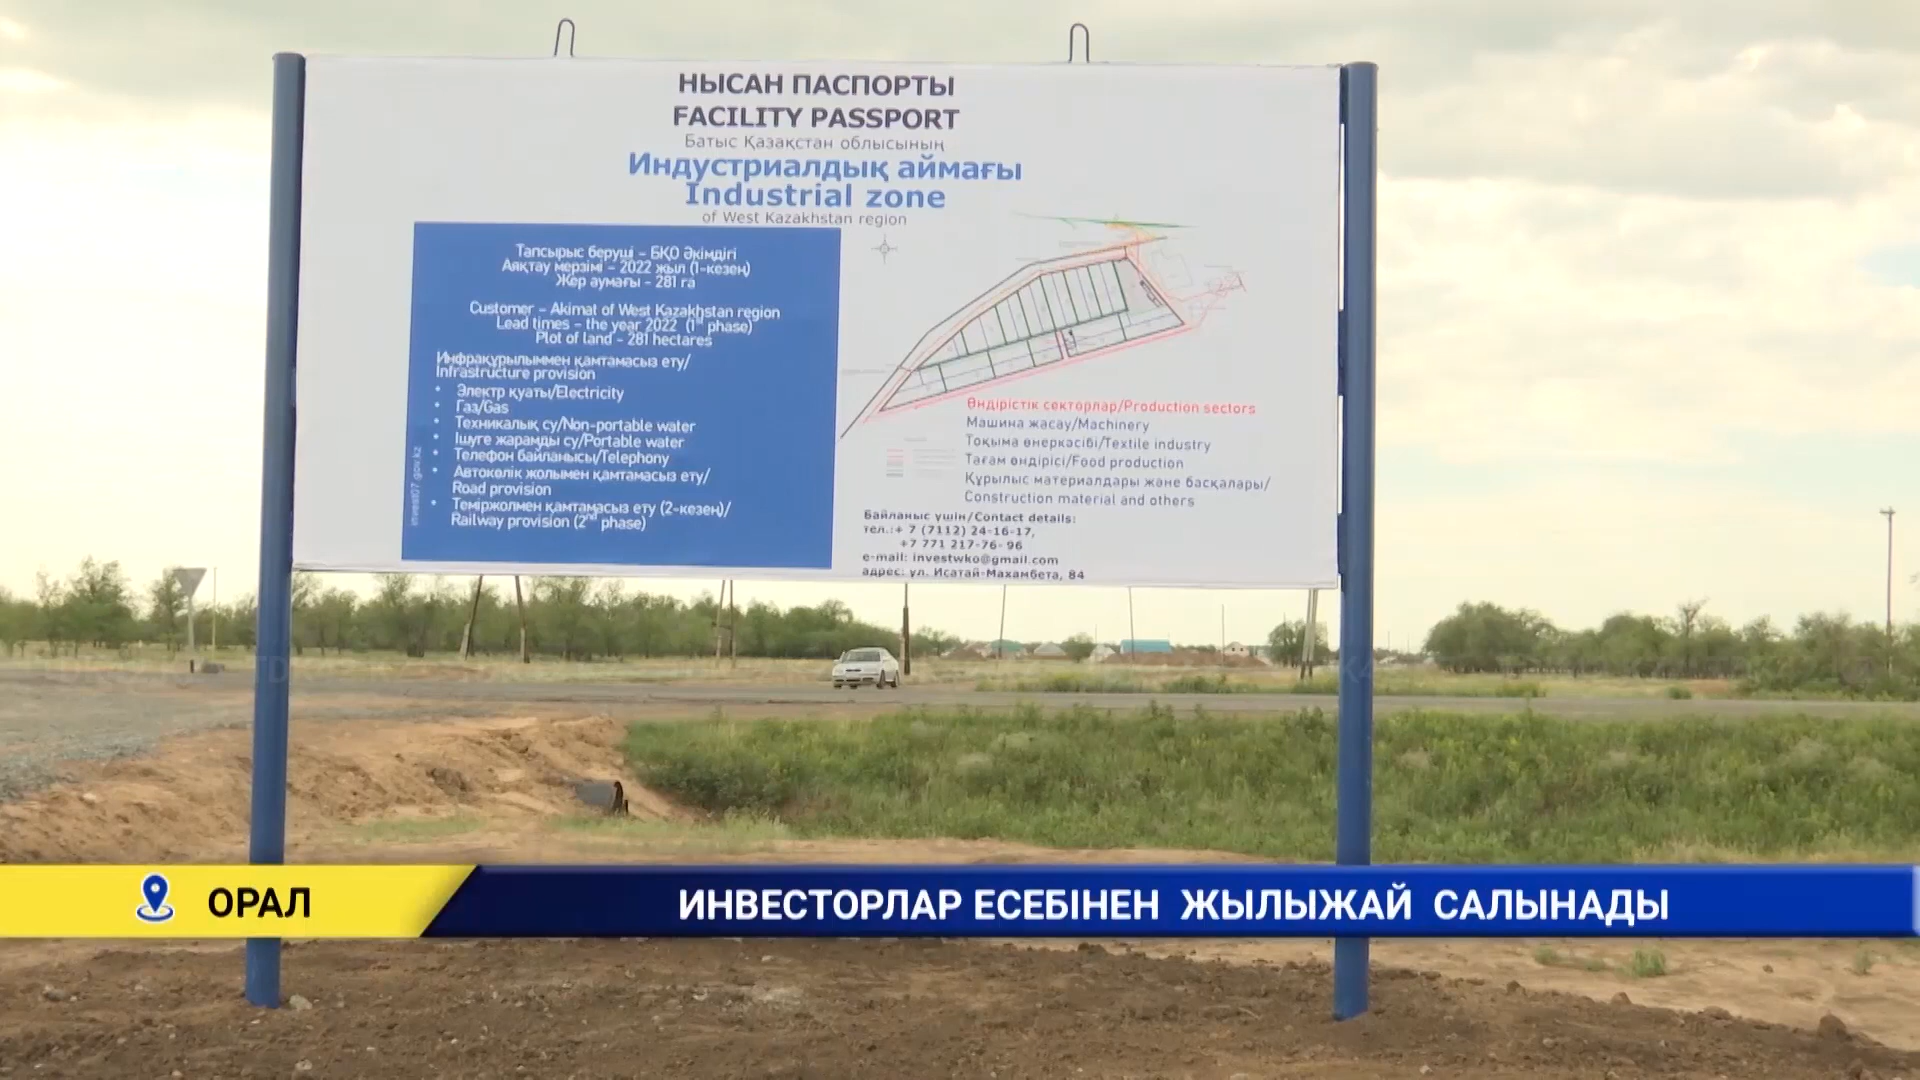 НЫСАН ПАСПОРТЫ
FACILITY PASSPORT
Батыс Қазақстан облысының
Индустриалдық аймағы
Industrial zone
of West Kazakhstan region
Тапсырыс беруші – БҚО Әкімдігі
Аяқтау мерзімі – 2022 жыл (1-кезең)
Жер аумағы - 281 га
Customer – Akimat of West Kazakhstan region
Lead times – the year 2022 (1st phase)
Plot of land – 281 hectares
Инфрақұрылыммен қамтамасыз ету/
Infrastructure provision
• Электр қуаты/Electricity
• Газ/Gas
• Техникалық су/Non-portable water
• Ішуге жарамды су/Portable water
• Телефон байланысы/Telephony
• Автокөлік жолымен қамтамасыз ету/
Road provision
• Теміржолмен қамтамасыз ету (2-кезең)/
Railway provision (2nd phase)
invest07.gov.kz
Өндірістік секторлар/Production sectors
Машина жасау/Machinery
Тоқыма өнеркәсібі/Textile industry
Тағам өндірісі/Food production
Құрылыс материалдары және басқалары/
Construction material and others
Байланыс үшін/Contact details:
тел.:+ 7 (7112) 24-16-17,
+7 771 217-76- 96
e-mail: investwko@gmail.com
адрес: ул. Исатай-Махамбета, 84
ОРАЛ
ИНВЕСТОРЛАР ЕСЕБІНЕН ЖЫЛЫЖАЙ САЛЫНАДЫ